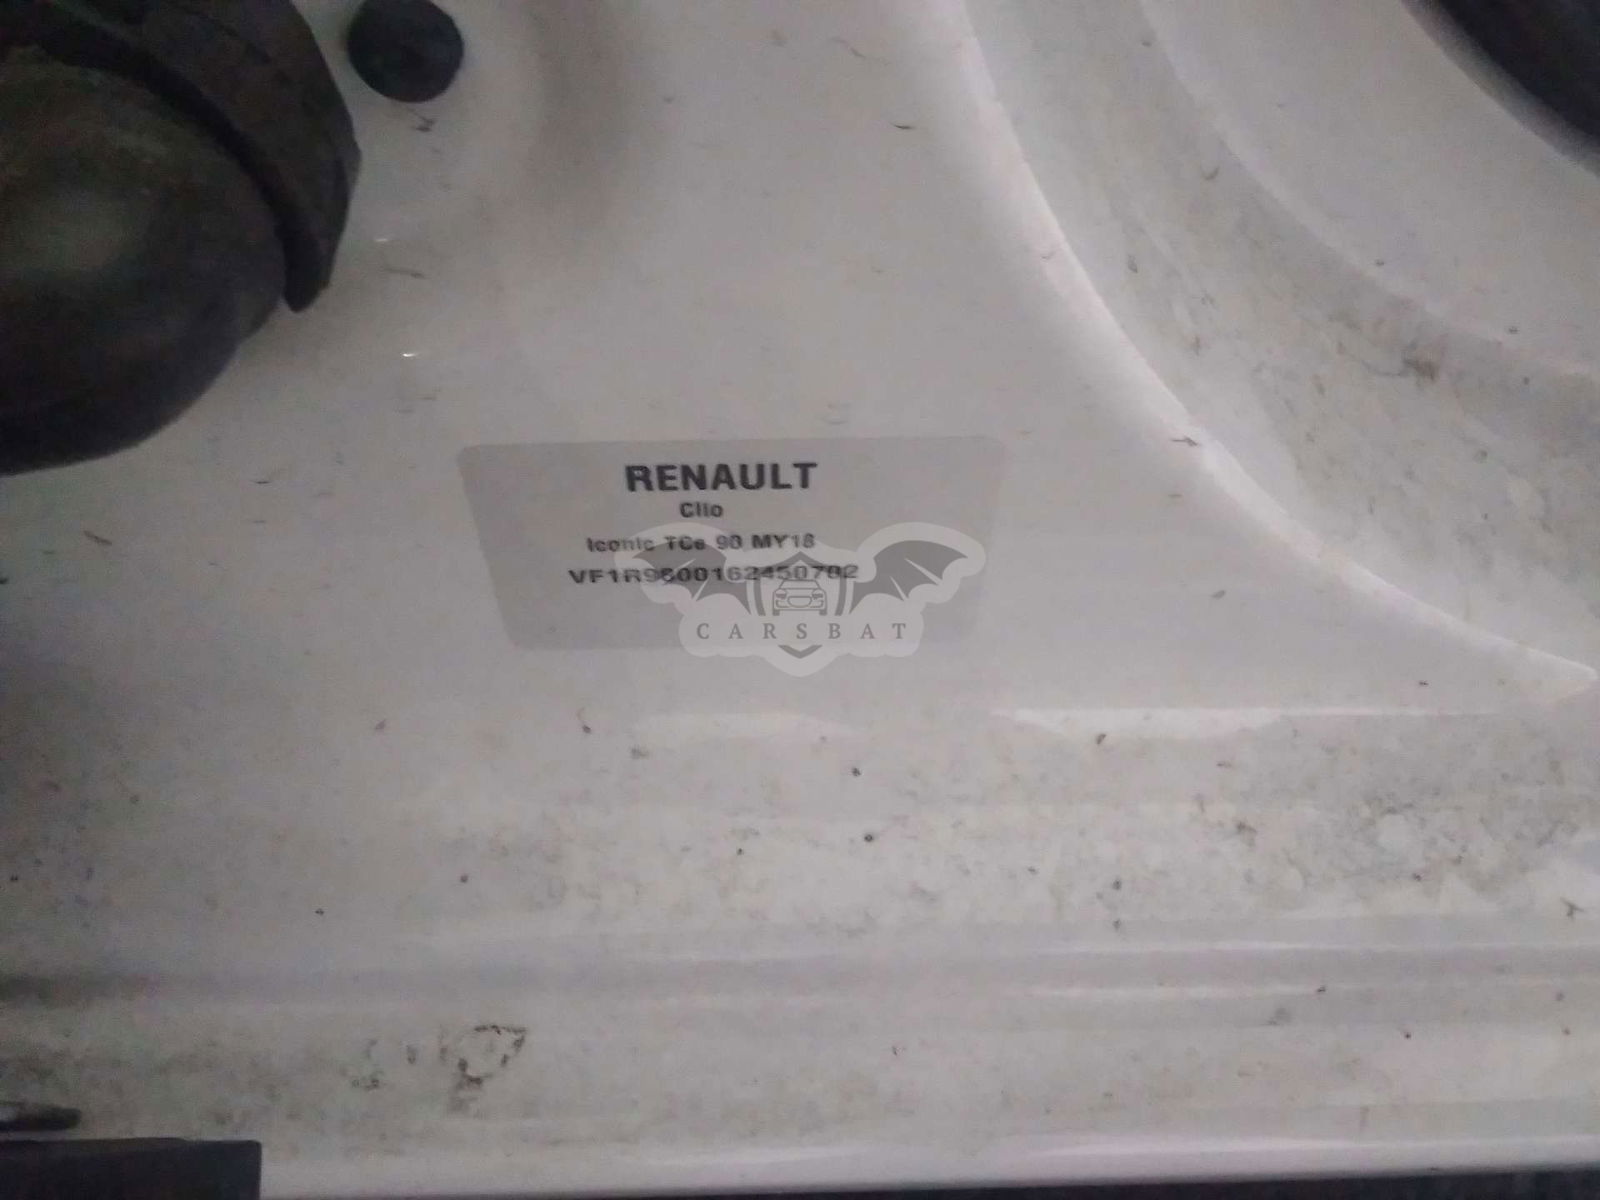 RENAULT
Clio
Iconic TCe 90 MY18
VF1R9800162450702
CARSBAT